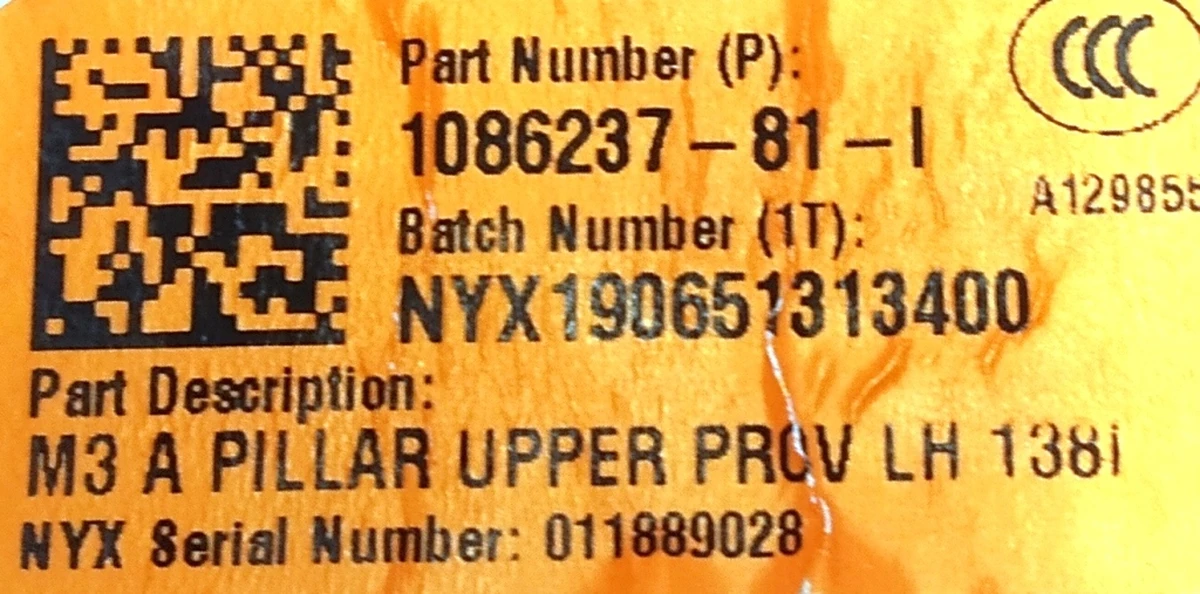 Part Number (P):
1086237-81-I
CCC
A129855
Batch Number (1T):
NYX190651313400
Part Description:
M3 A PILLAR UPPER PROV LH 138i
NYX Serial Number: 011889028